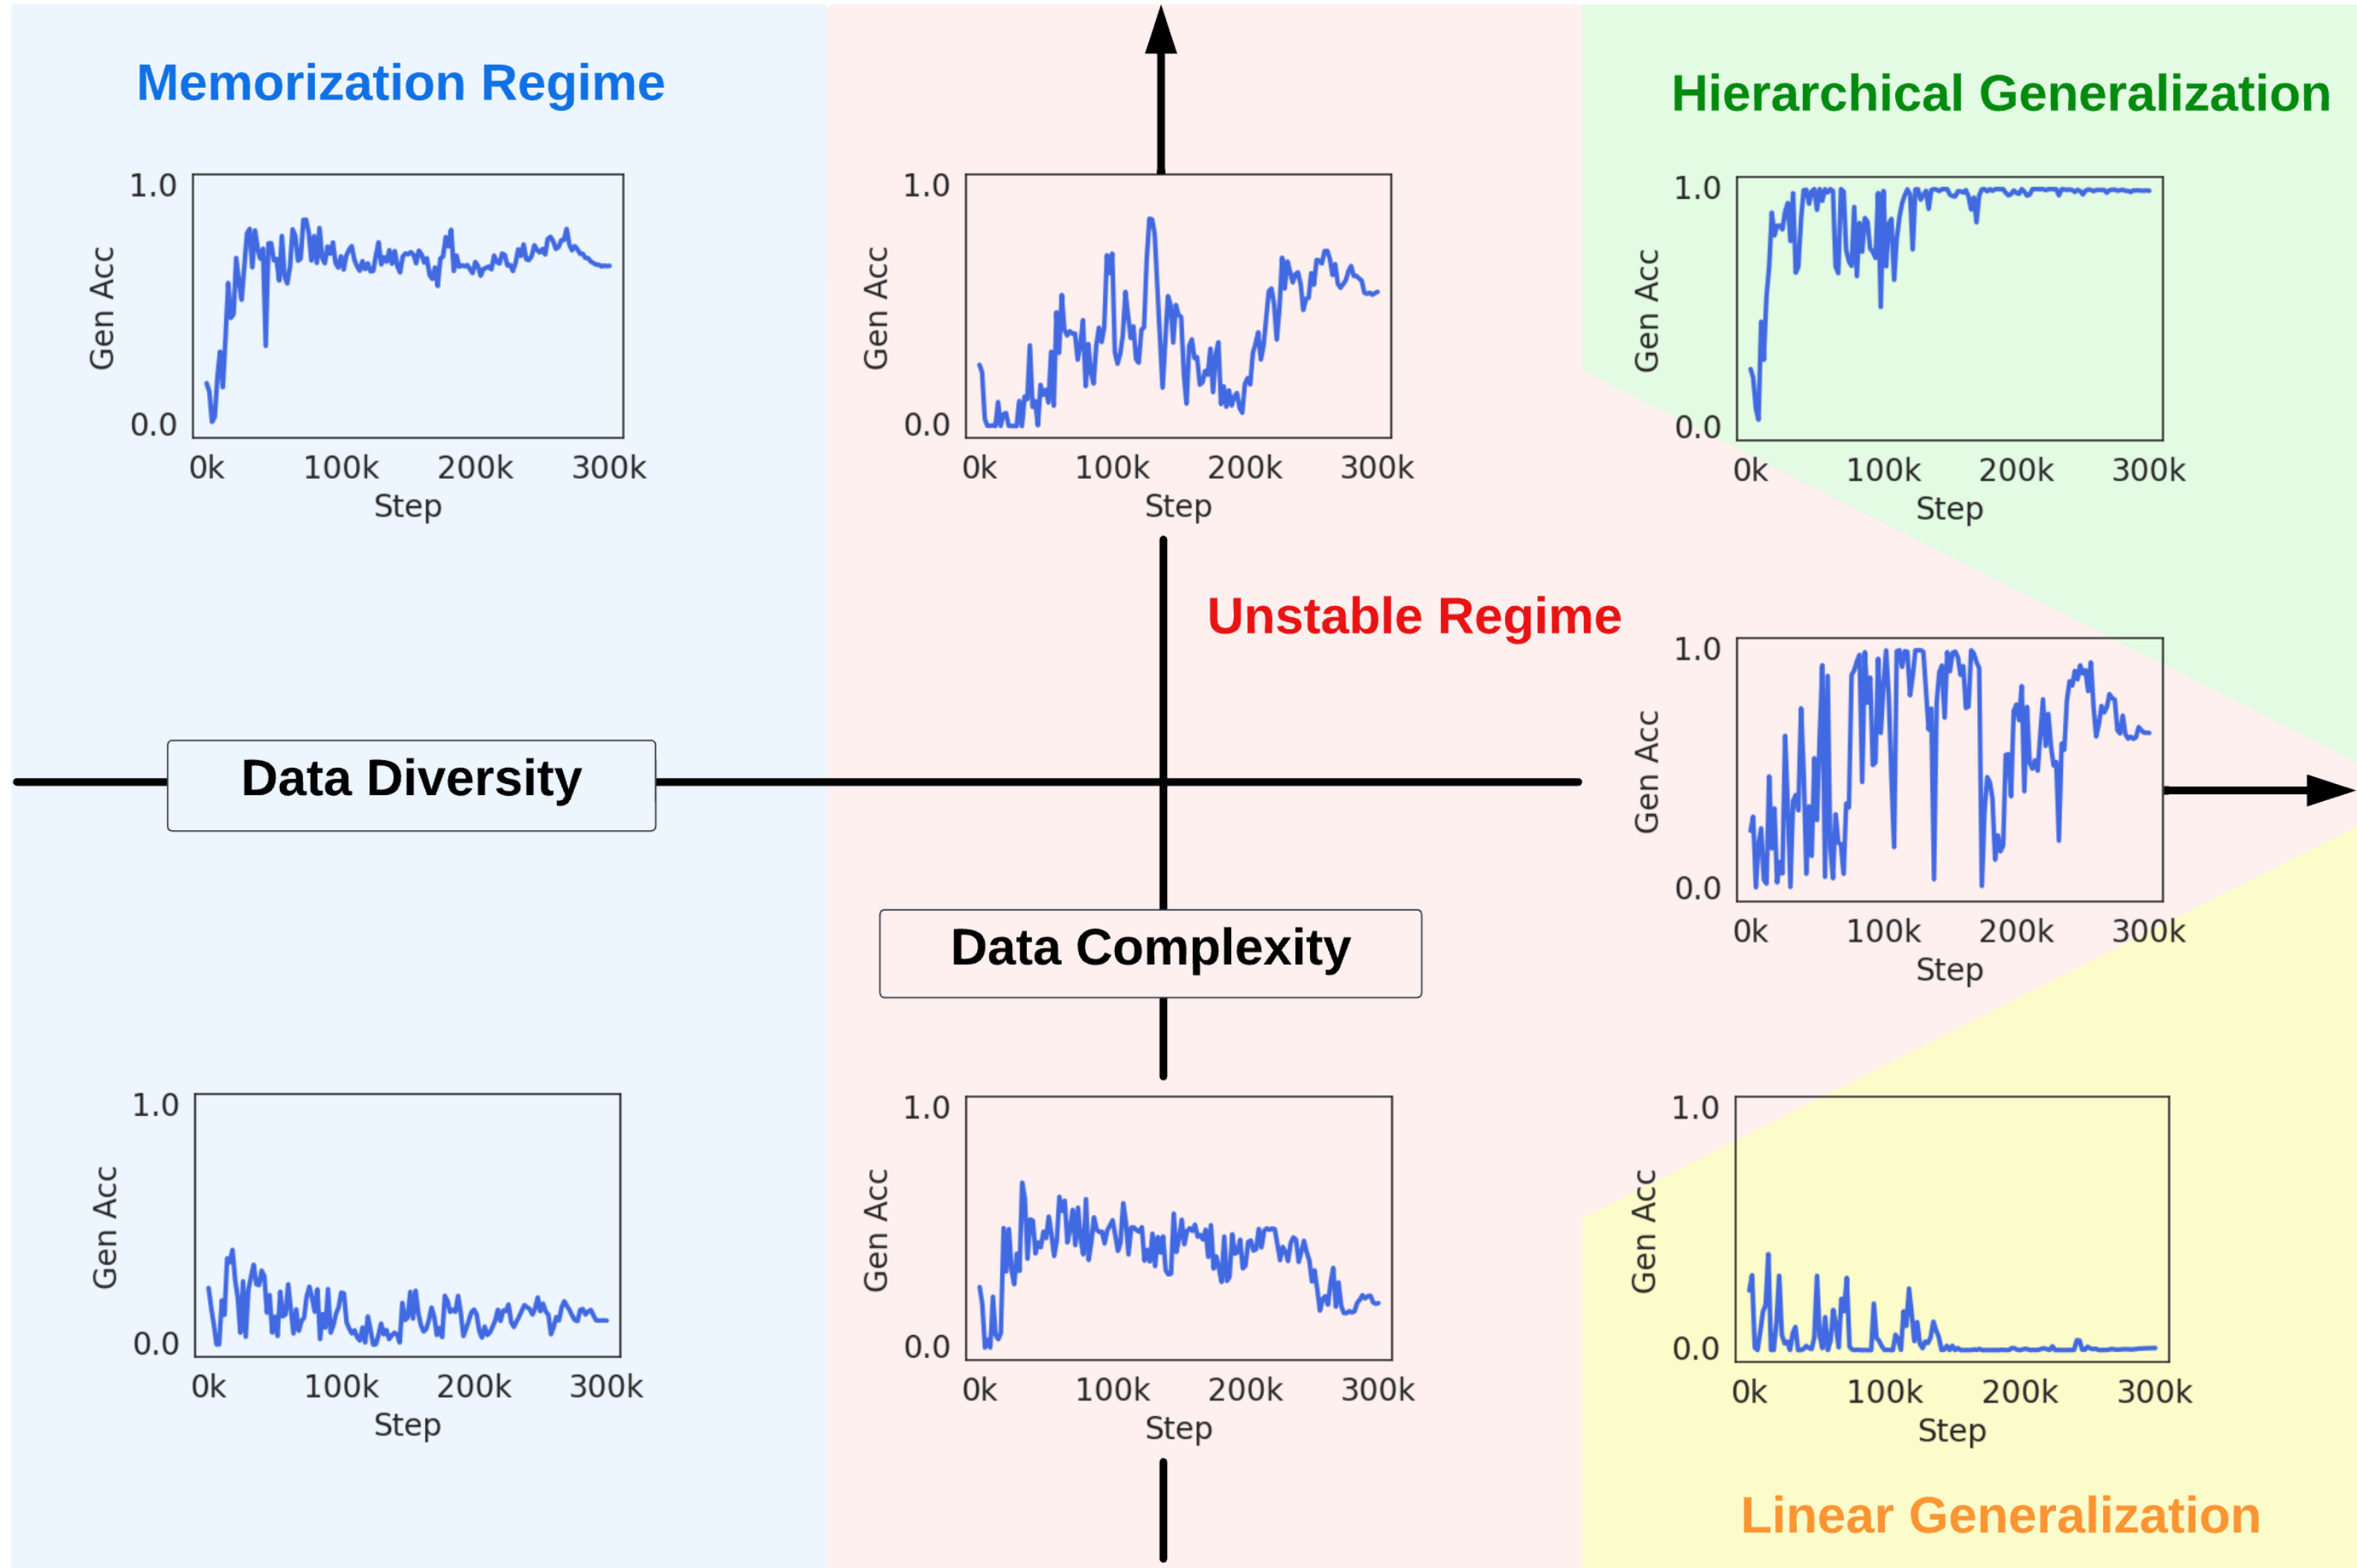 Memorization Regime
Hierarchical Generalization
1.0
Gen Acc
0.0
0k 100k 200k 300k
Step
1.0
Gen Acc
0.0
0k 100k 200k 300k
Step
1.0
Gen Acc
0.0
0k 100k 200k 300k
Step
Unstable Regime
1.0
Gen Acc
0.0
0k 100k 200k 300k
Step
Data Diversity
Data Complexity
1.0
Gen Acc
0.0
0k 100k 200k 300k
Step
1.0
Gen Acc
0.0
0k 100k 200k 300k
Step
1.0
Gen Acc
0.0
0k 100k 200k 300k
Step
Linear Generalization